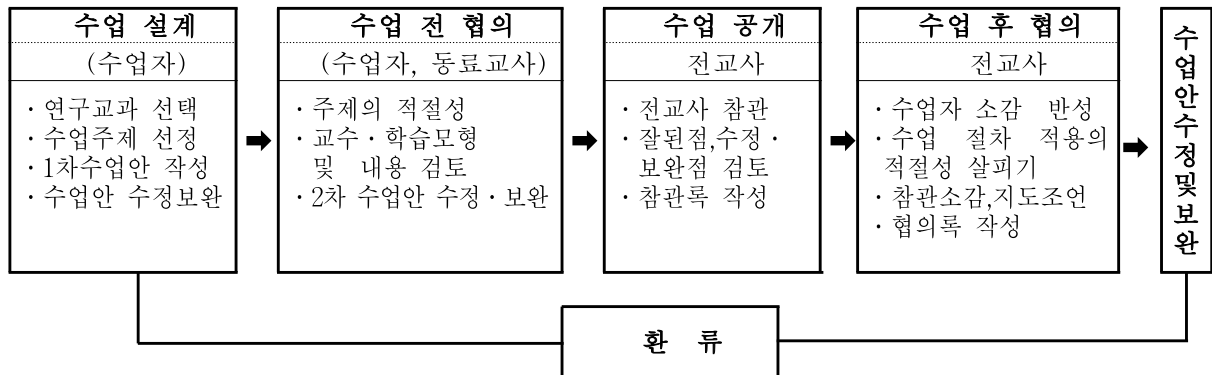 수업 설계
(수업자)
· 연구교과 선택
· 수업주제 선정
· 1차수업안 작성
· 수업안 수정보완
수업 전 협의
(수업자, 동료교사)
· 주제의 적절성
· 교수 · 학습모형
및 내용 검토
· 2차 수업안 수정 · 보완
수업 공개
전교사
· 전교사 참관
· 잘된점,수정 ·
보완점 검토
· 참관록 작성
수업 후 협의
전교사
· 수업자 소감 반성
· 수업 절차 적용의
적절성 살피기
· 참관소감,지도조언
· 협의록 작성
수업안수정및보완
환 류